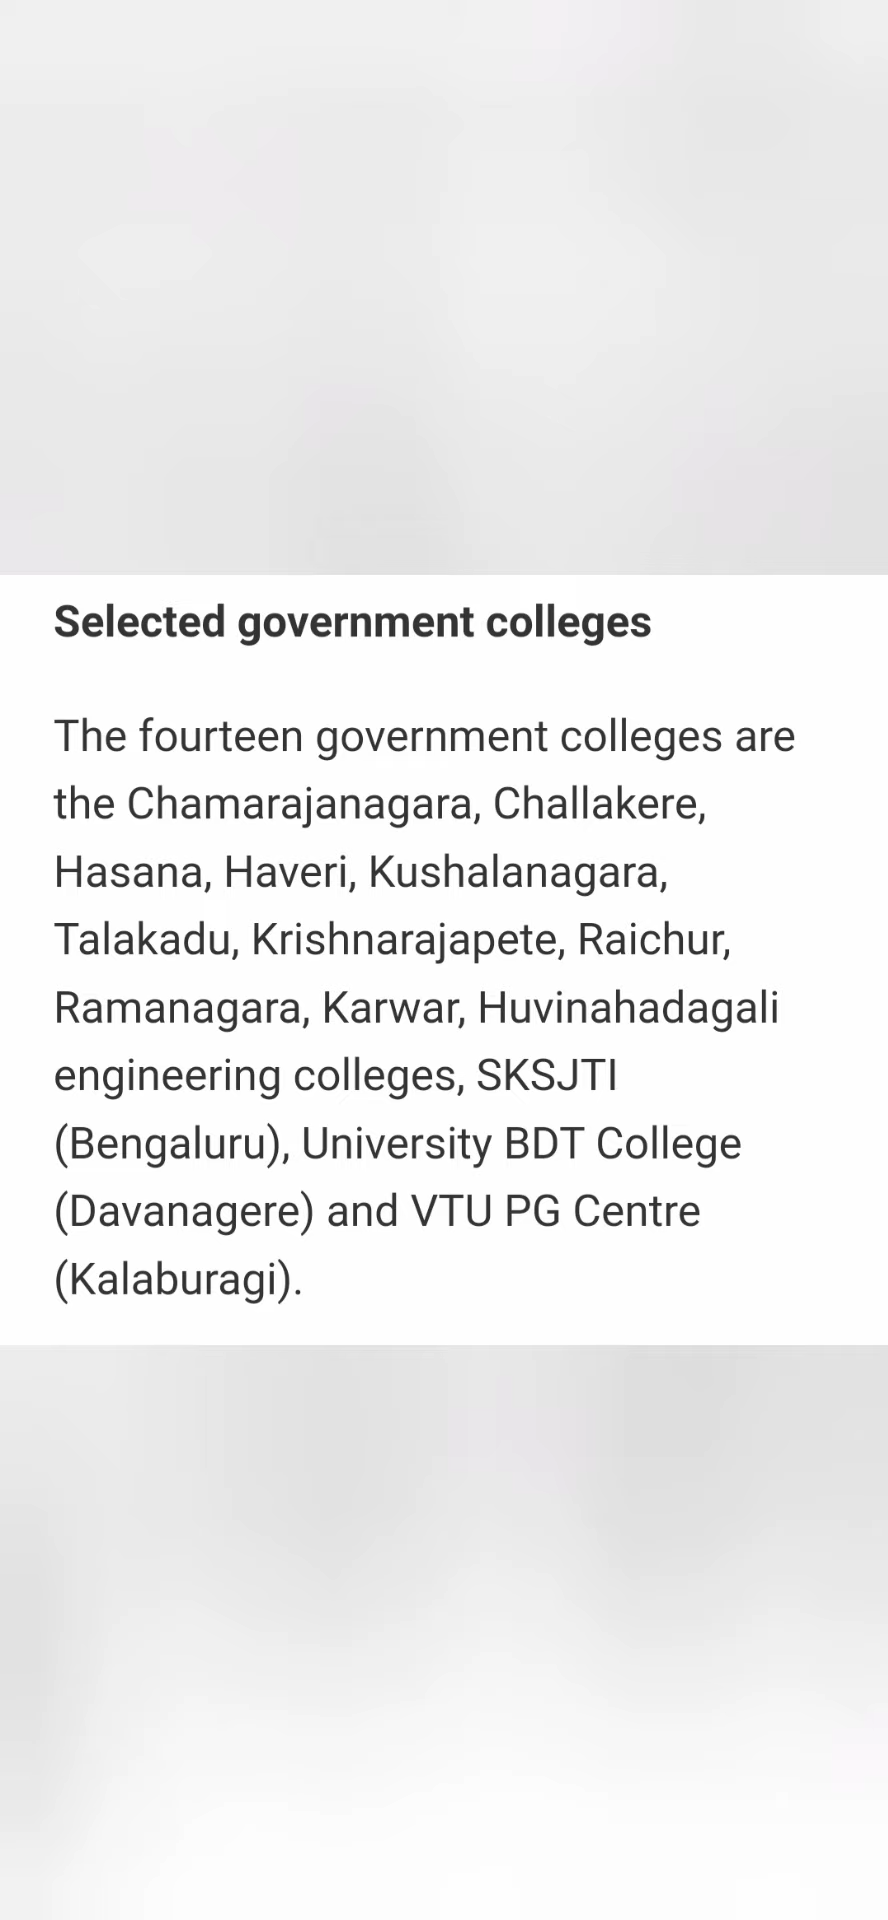 Selected government colleges
The fourteen government colleges are
the Chamarajanagara, Challakere,
Hasana, Haveri, Kushalanagara,
Talakadu, Krishnarajapete, Raichur,
Ramanagara, Karwar, Huvinahadagali
engineering colleges, SKSJTI
(Bengaluru), University BDT College
(Davanagere) and VTU PG Centre
(Kalaburagi).